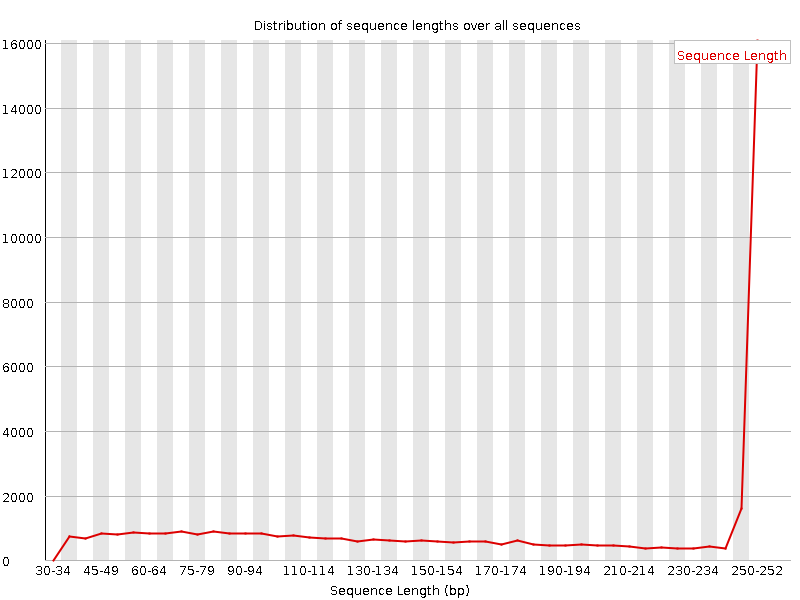 Distribution of sequence lengths over all sequences
Sequence Length
16000
14000
12000
10000
8000
6000
4000
2000
0
30-34 45-49 60-64 75-79 90-94 110-114 130-134 150-154 170-174 190-194 210-214 230-234 250-252
Sequence Length (bp)